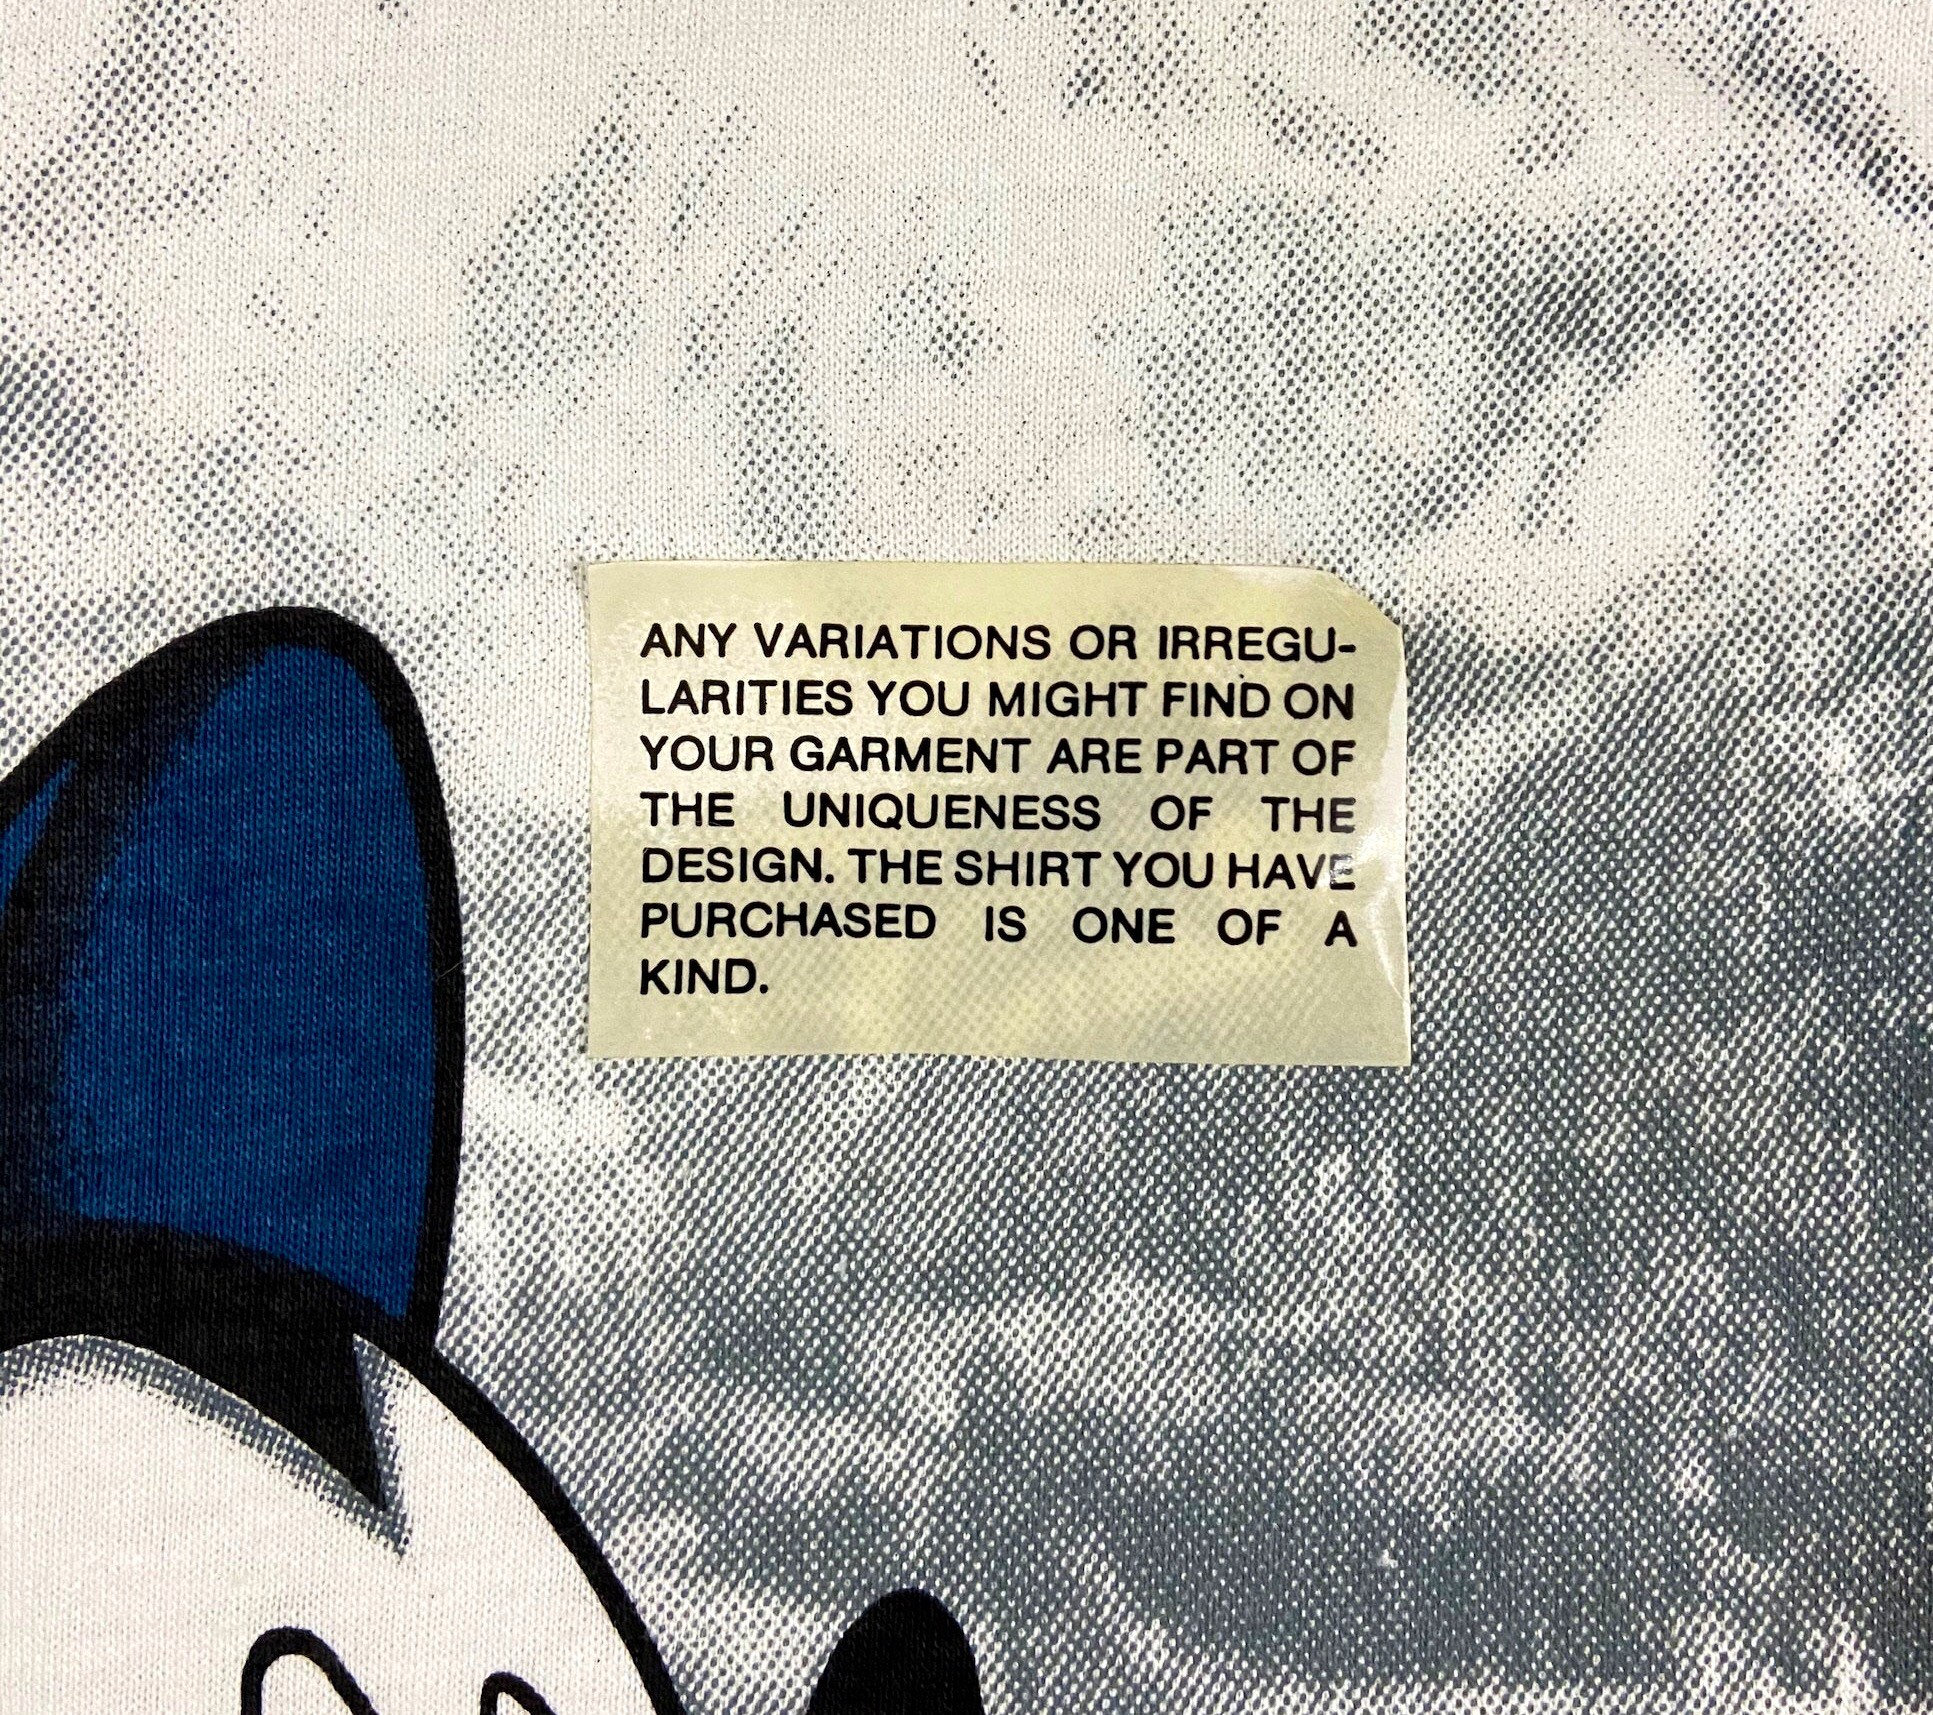 ANY VARIATIONS OR IRREGU-
LARITIES YOU MIGHT FIND ON
YOUR GARMENT ARE PART OF
THE UNIQUENESS OF THE
DESIGN. THE SHIRT YOU HAVE
PURCHASED IS ONE OF A
KIND.